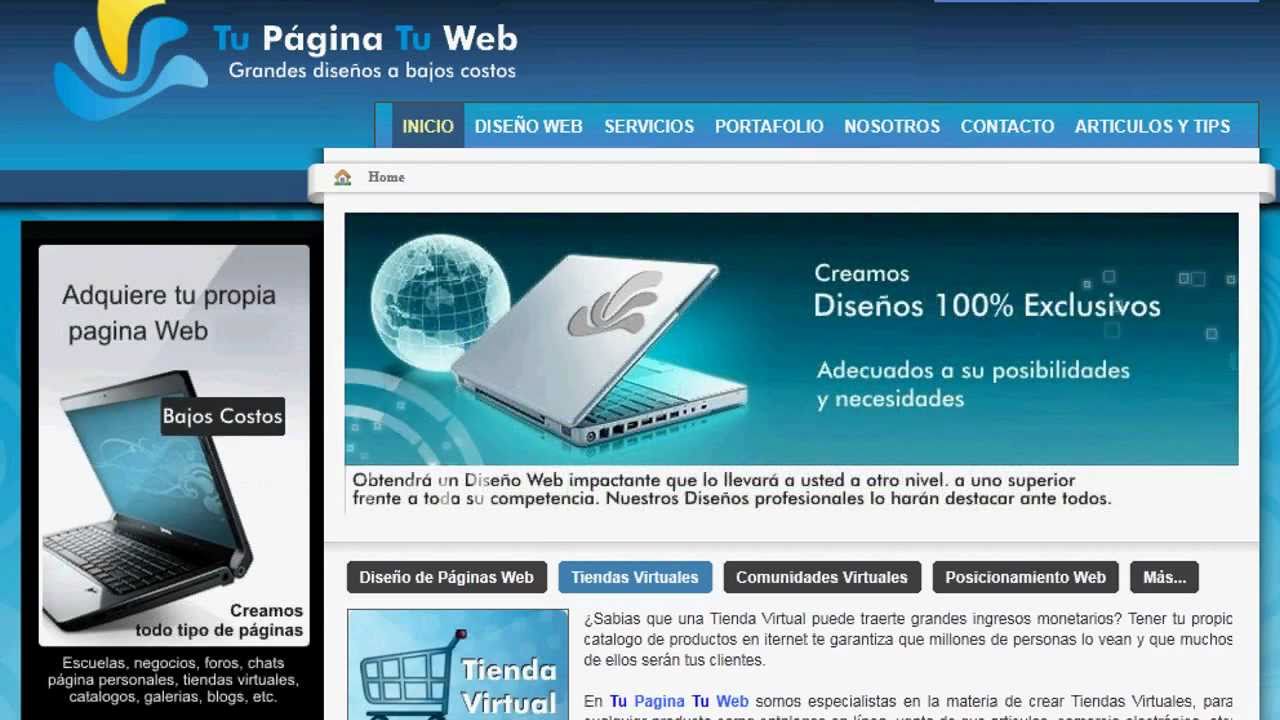 Tu Página Tu Web
Grandes diseños a bajos costos
INICIO DISEÑO WEB SERVICIOS PORTAFOLIO NOSOTROS CONTACTO ARTICULOS Y TIPS
Home
Adquiere tu propia
pagina Web
Bajos Costos
Creamos
todo tipo de páginas
Escuelas, negocios, foros, chats
página personales, tiendas virtuales,
catalogos, galerias, blogs, etc.
Creamos
Diseños 100% Exclusivos
Adecuados a su posibilidades
y necesidades
Obtendrá un Diseño Web impactante que lo llevará a usted a otro nivel. a uno superior
frente a toda su competencia. Nuestros Diseños profesionales lo harán destacar ante todos.
Diseño de Páginas Web Tiendas Virtuales Comunidades Virtuales Posicionamiento Web Más...
Tienda
Virtual
¿Sabias que una Tienda Virtual puede traerte grandes ingresos monetarios? Tener tu propic
catalogo de productos en iternet te garantiza que millones de personas lo vean y que muchos
de ellos serán tus clientes.
En Tu Pagina Tu Web somos especialistas en la materia de crear Tiendas Virtuales, para